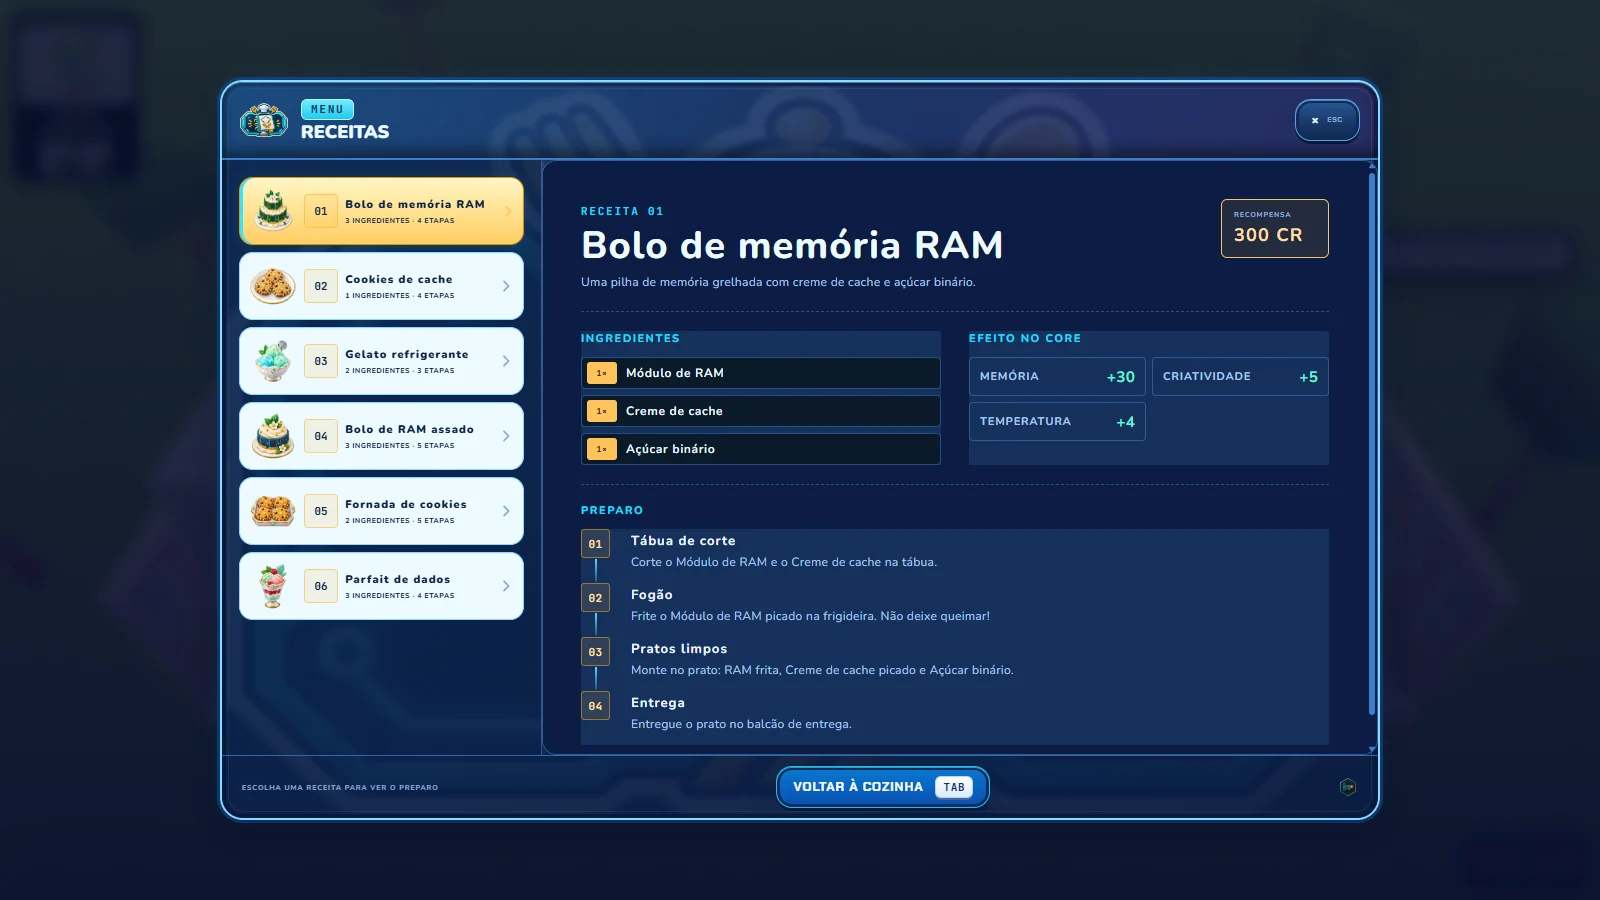 MENU
RECEITAS
× ESC
01 Bolo de memória RAM
3 INGREDIENTES · 4 ETAPAS
02 Cookies de cache
1 INGREDIENTES · 4 ETAPAS
03 Gelato refrigerante
2 INGREDIENTES · 3 ETAPAS
04 Bolo de RAM assado
3 INGREDIENTES · 5 ETAPAS
05 Fornada de cookies
2 INGREDIENTES · 5 ETAPAS
06 Parfait de dados
3 INGREDIENTES · 4 ETAPAS
RECEITA 01
Bolo de memória RAM
Uma pilha de memória grelhada com creme de cache e açúcar binário.
RECOMPENSA
300 CR
INGREDIENTES
1× Módulo de RAM
1× Creme de cache
1× Açúcar binário
EFEITO NO CORE
MEMÓRIA +30
CRIATIVIDADE +5
TEMPERATURA +4
PREPARO
01 Tábua de corte
Corte o Módulo de RAM e o Creme de cache na tábua.
02 Fogão
Frite o Módulo de RAM picado na frigideira. Não deixe queimar!
03 Pratos limpos
Monte no prato: RAM frita, Creme de cache picado e Açúcar binário.
04 Entrega
Entregue o prato no balcão de entrega.
ESCOLHA UMA RECEITA PARA VER O PREPARO
VOLTAR À COZINHA TAB